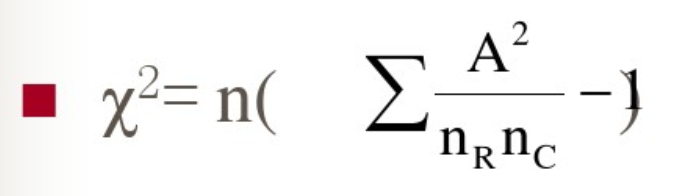 χ²= n( ∑ A² / n_R n_C − 1)